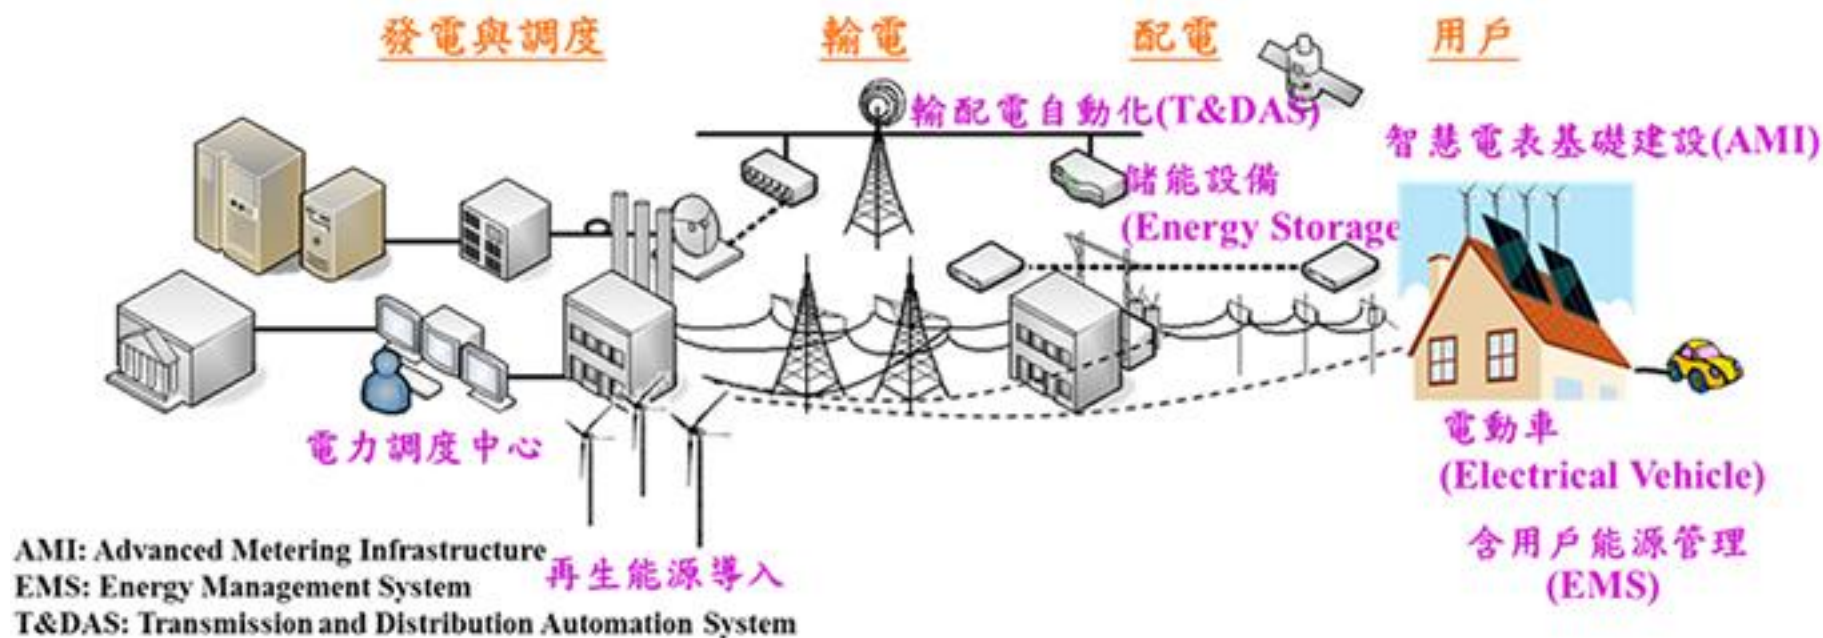 發電與調度
輸電
配電
用戶
輸配電自動化(T&DAS)
智慧電表基礎建設(AMI)
儲能設備
(Energy Storage
電力調度中心
電動車
(Electrical Vehicle)
含用戶能源管理
(EMS)
再生能源導入
AMI: Advanced Metering Infrastructure
EMS: Energy Management System
T&DAS: Transmission and Distribution Automation System